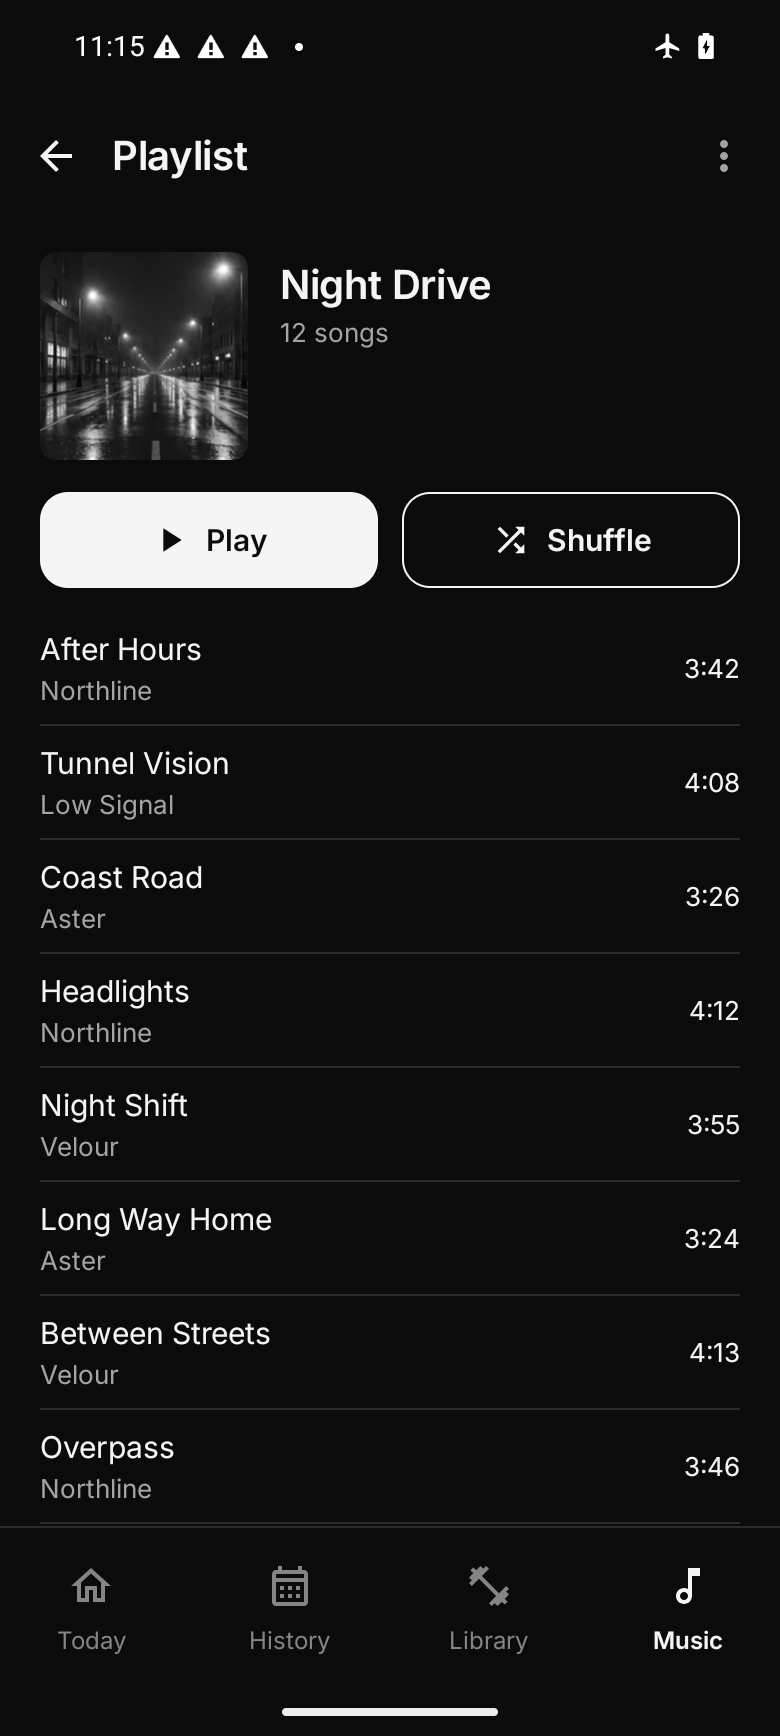 11:15
Playlist
Night Drive
12 songs
Play
Shuffle
After Hours
Northline
3:42
Tunnel Vision
Low Signal
4:08
Coast Road
Aster
3:26
Headlights
Northline
4:12
Night Shift
Velour
3:55
Long Way Home
Aster
3:24
Between Streets
Velour
4:13
Overpass
Northline
3:46
Today
History
Library
Music